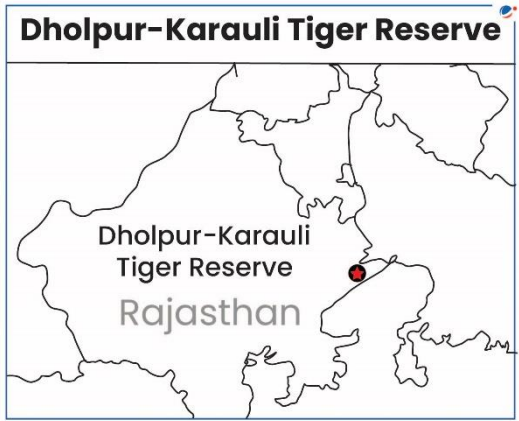 Dholpur-Karauli Tiger Reserve
Dholpur-Karauli
Tiger Reserve
Rajasthan